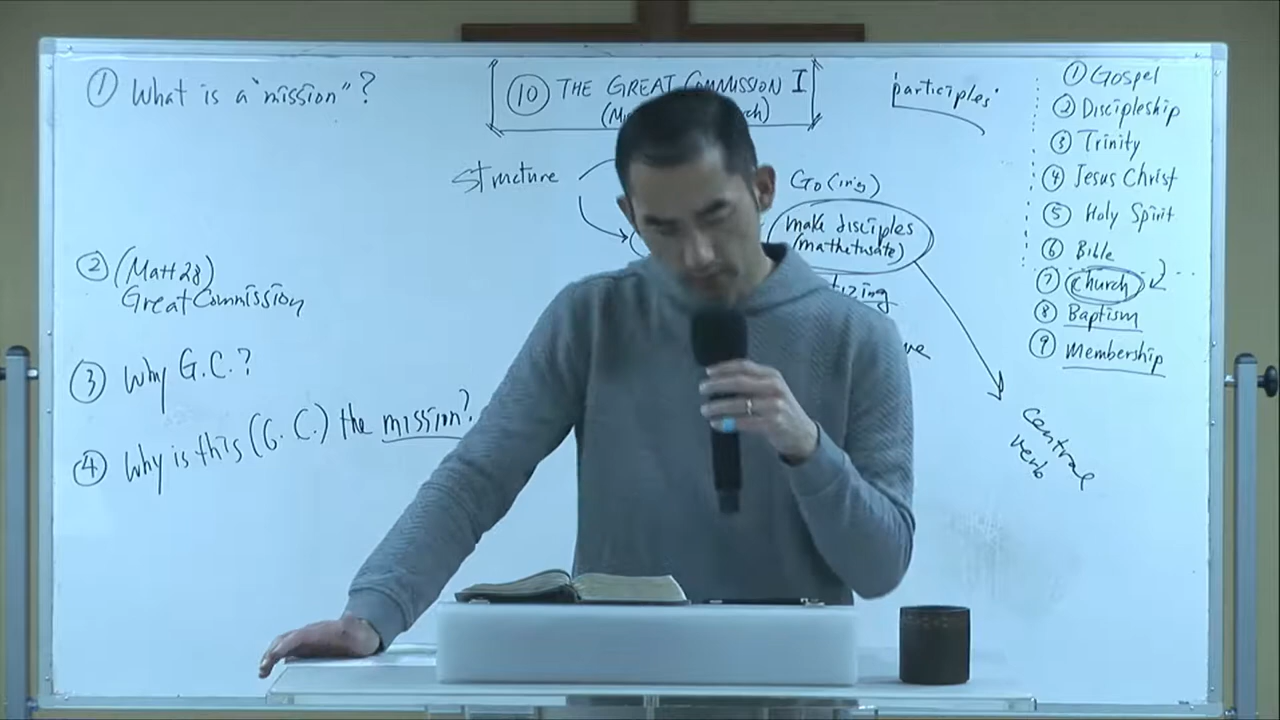 ① What is a "mission"?
② (Matt 28)
Great Commission
③ Why G.C.?
④ Why is this (G.C.) the mission?
⑩ THE GREAT COMMISSION I
Structure
participles
Go(ing)
make disciples
(mathetusate)
central
verb
① Gospel
② Discipleship
③ Trinity
④ Jesus Christ
⑤ Holy Spirit
⑥ Bible
⑦ Church
⑧ Baptism
⑨ Membership